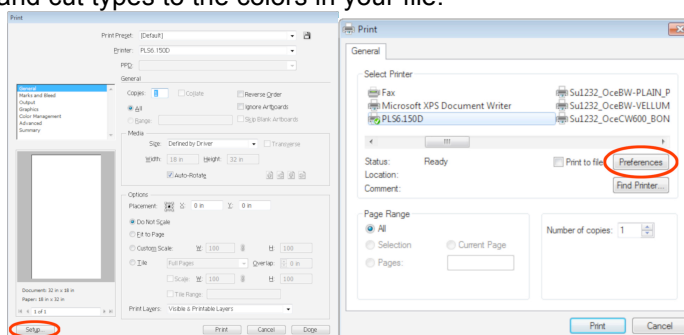 and cut types to the colors in your file.
Print
Print Preset: [Default]
Printer: PLS6.150D
PPD:
General
Marks and Bleed
Output
Graphics
Color Management
Advanced
Summary
Document: 32 in x 18 in
Paper: 18 in x 32 in
1 of 1
General
Copies: 1 Collate Reverse Order
All Ignore Artboards
Range: Skip Blank Artboards
Media
Size: Defined by Driver Transverse
Width: 18 in Height: 32 in
Auto-Rotate
Options
Placement: X: 0 in Y: 0 in
Do Not Scale
Fit to Page
Custom Scale: W: 100 H: 100
Tile Full Pages Overlap: 0 in
Scale: W: 100 H: 100
Tile Range:
Print Layers: Visible & Printable Layers
Setup... Print Cancel Done
Print
General
Select Printer
Fax
Microsoft XPS Document Writer
PLS6.150D
Su1232_OceBW-PLAIN_P
Su1232_OceBW-VELLUM
Su1232_OceCW600_BON
Status: Ready
Location:
Comment:
Print to file Preferences
Find Printer...
Page Range
All
Selection Current Page
Pages:
Number of copies: 1
Print Cancel